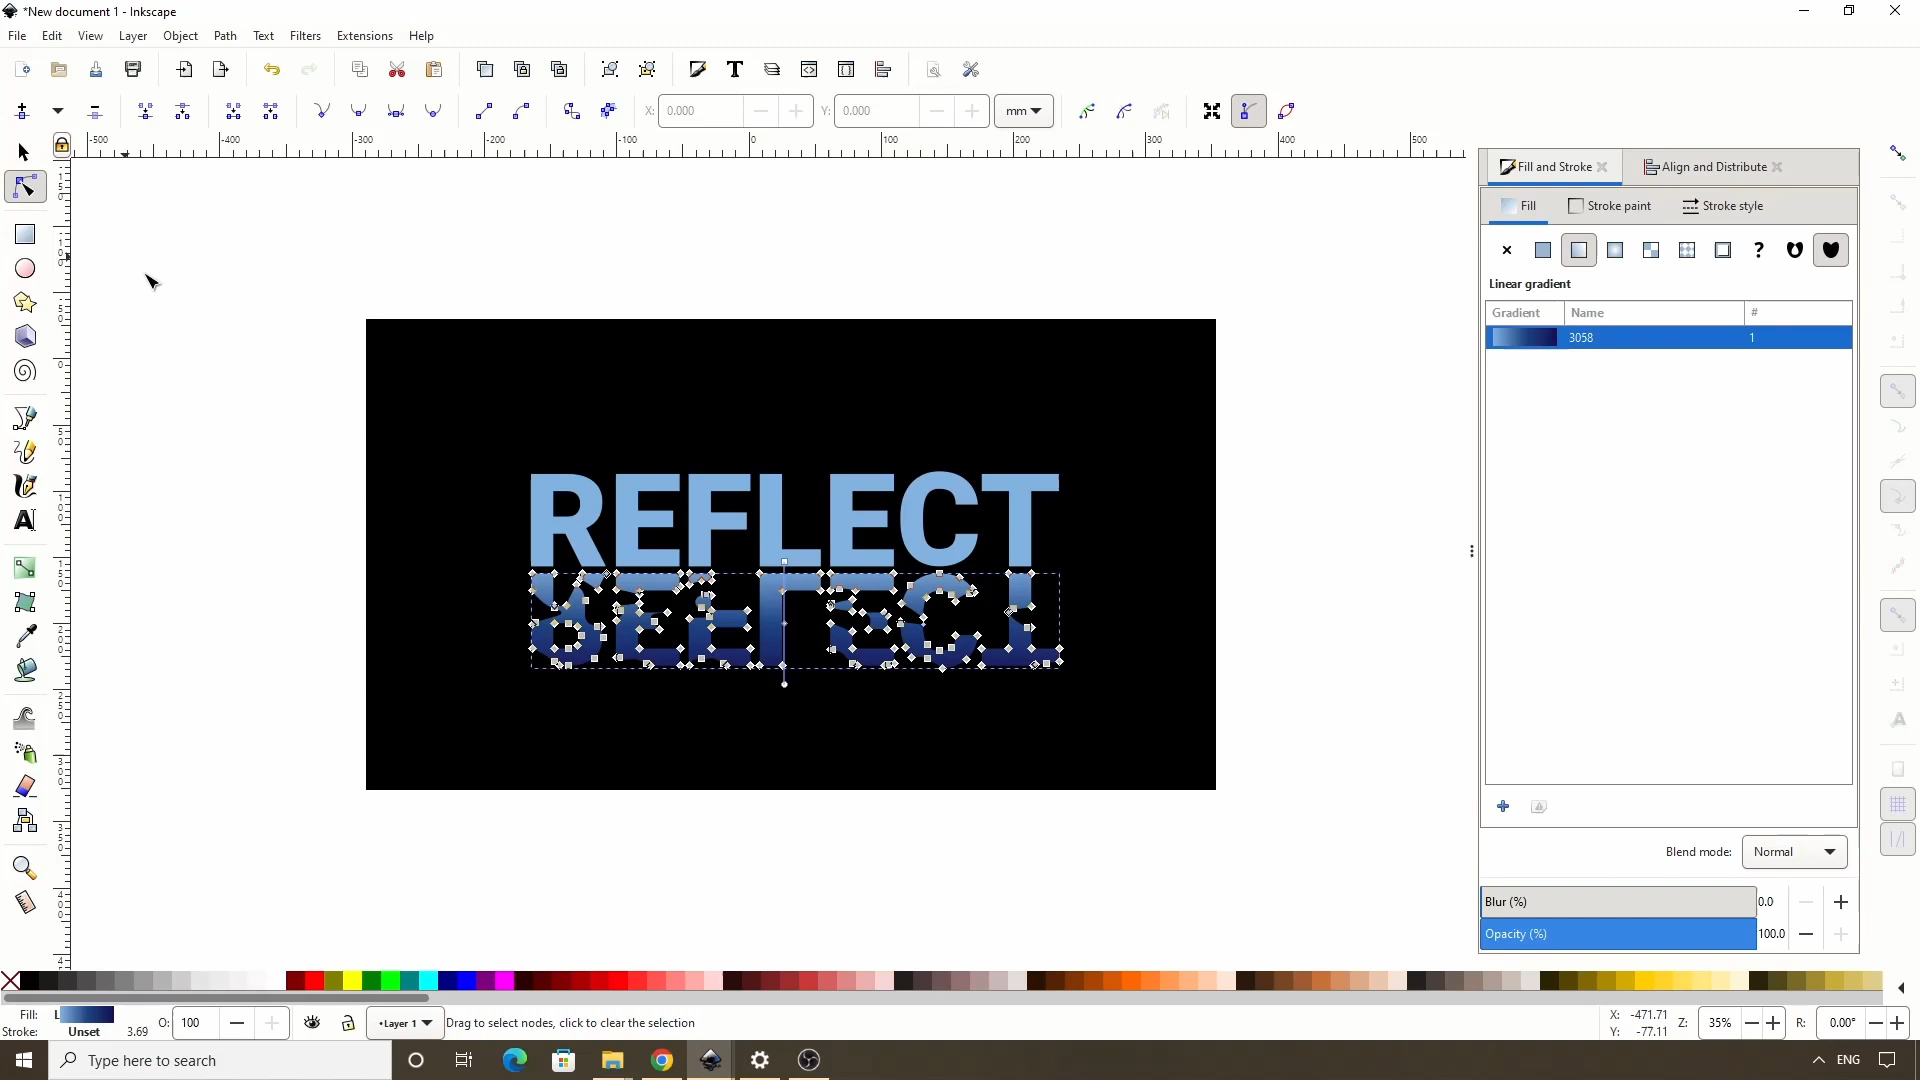 *New document 1 - Inkscape
File Edit View Layer Object Path Text Filters Extensions Help
X: 0.000 Y: 0.000 mm
-500 -400 -300 -200 -100 0 100 200 300 400 500
Fill and Stroke Align and Distribute
Fill Stroke paint Stroke style
Linear gradient
Gradient Name #
3058 1
REFLECT
Blend mode: Normal
Blur (%) 0.0
Opacity (%) 100.0
Fill: L
Stroke: Unset 3.69
O: 100
•Layer 1
Drag to select nodes, click to clear the selection
X: -471.71
Y: -77.11
Z: 35%
R: 0.00°
Type here to search
ENG